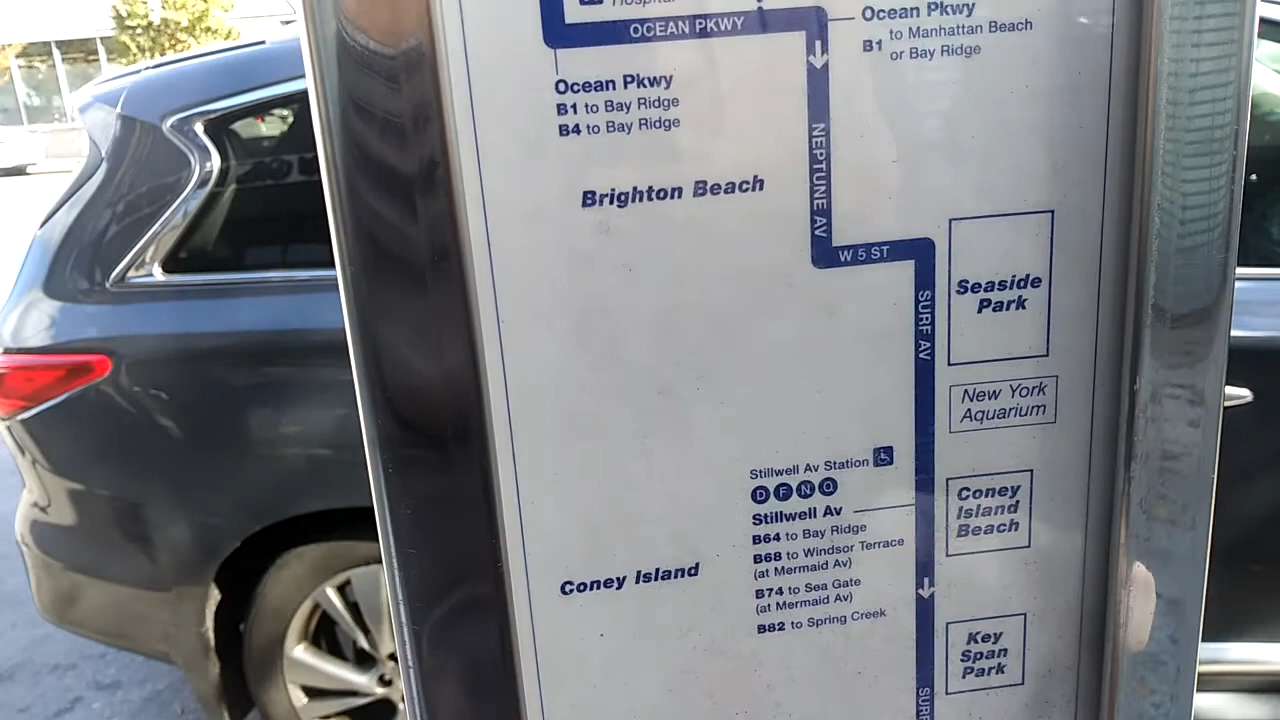 Hospital
OCEAN PKWY
Ocean Pkwy
to Manhattan Beach
B1
or Bay Ridge
Ocean Pkwy
B1 to Bay Ridge
B4 to Bay Ridge
NEPTUNE AV
Brighton Beach
W 5 ST
SURF AV
Seaside
Park
New York
Aquarium
Stillwell Av Station
D F N Q
Stillwell Av
B64 to Bay Ridge
B68 to Windsor Terrace
(at Mermaid Av)
B74 to Sea Gate
(at Mermaid Av)
B82 to Spring Creek
Coney
Island
Beach
Coney Island
Key
Span
Park
SURF